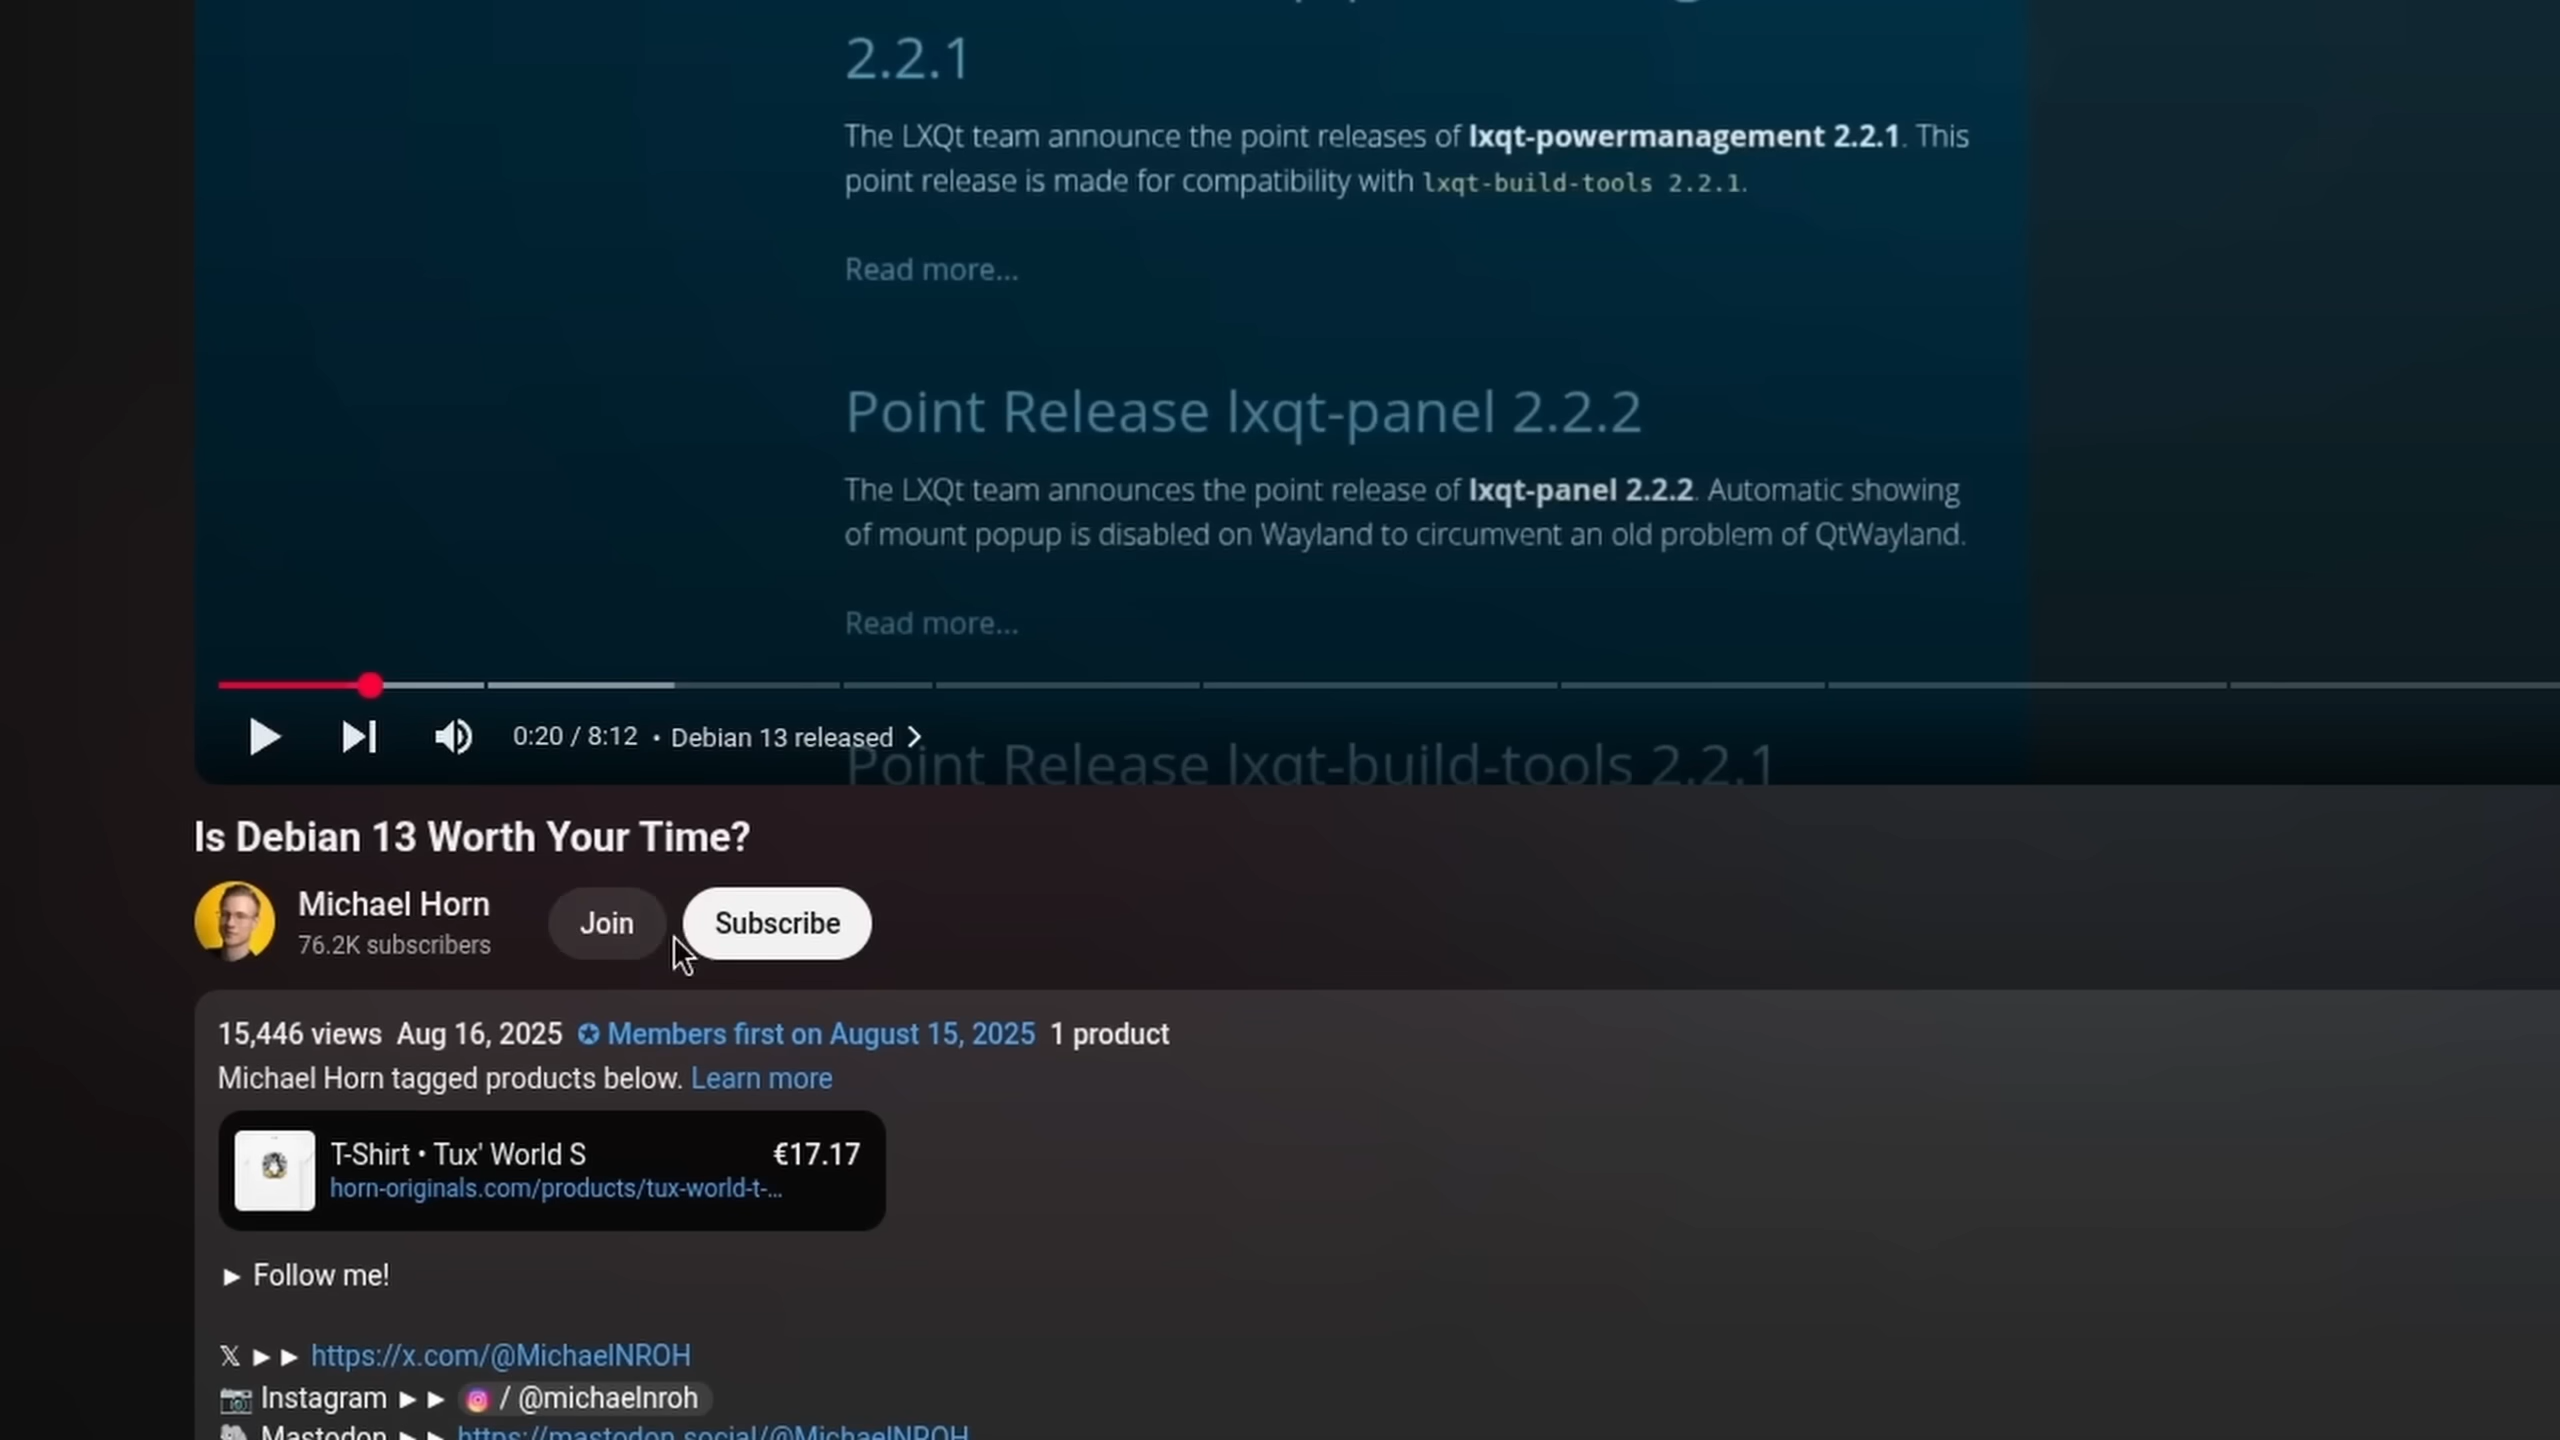 2.2.1
The LXQt team announce the point releases of lxqt-powermanagement 2.2.1. This
point release is made for compatibility with lxqt-build-tools 2.2.1.
Read more...
Point Release lxqt-panel 2.2.2
The LXQt team announces the point release of lxqt-panel 2.2.2. Automatic showing
of mount popup is disabled on Wayland to circumvent an old problem of QtWayland.
Read more...
0:20 / 8:12 • Debian 13 released
Point Release lxqt-build-tools 2.2.1
Is Debian 13 Worth Your Time?
Michael Horn
76.2K subscribers
Join
Subscribe
15,446 views Aug 16, 2025 Members first on August 15, 2025 1 product
Michael Horn tagged products below. Learn more
T-Shirt • Tux' World S €17.17
horn-originals.com/products/tux-world-t-...
► Follow me!
𝕏 ►► https://x.com/@MichaelNROH
Instagram ►► / @michaelnroh
Mastodon ►► https://mastodon.social/@MichaelNROH